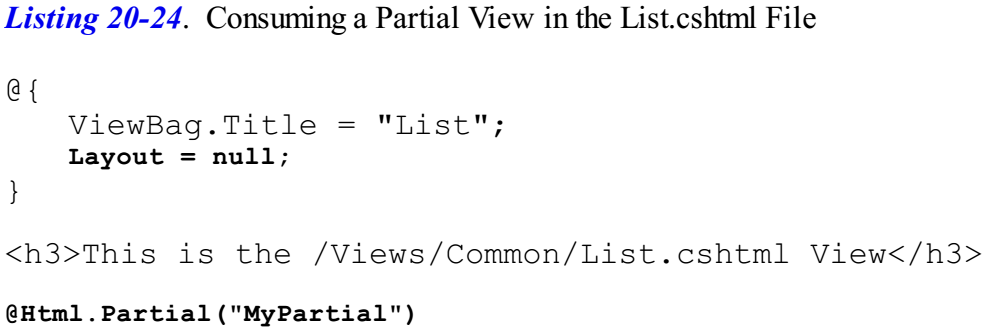 Listing 20-24. Consuming a Partial View in the List.cshtml File
@{
    ViewBag.Title = "List";
    Layout = null;
}
<h3>This is the /Views/Common/List.cshtml View</h3>
@Html.Partial("MyPartial")